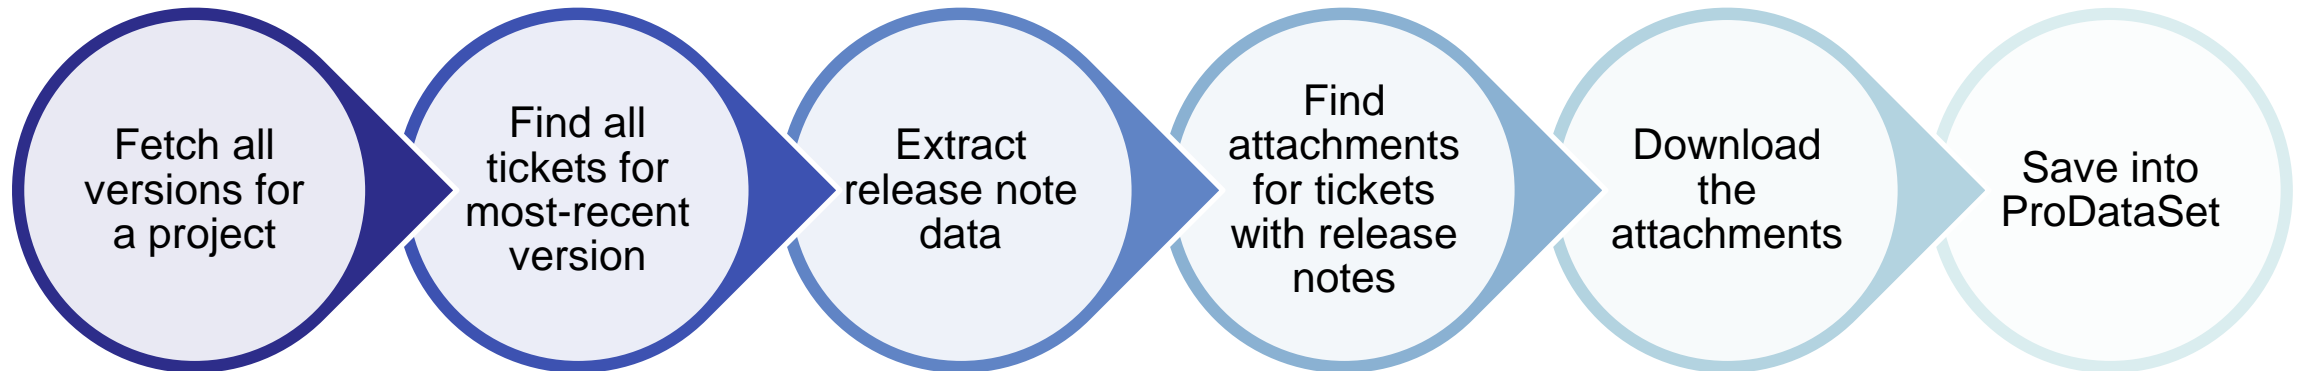 Fetch all
versions for
a project
Find all
tickets for
most-recent
version
Extract
release note
data
Find
attachments
for tickets
with release
notes
Download
the
attachments
Save into
ProDataSet